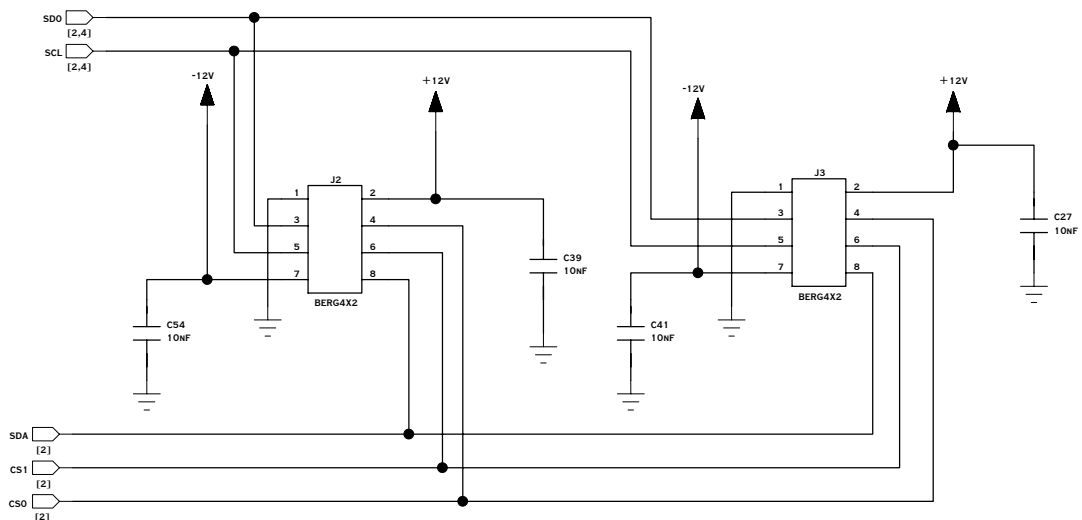 SDO
[2,4]
SCL
[2,4]
-12V
+12V
-12V
+12V
J2
1 2
3 4
5 6
7 8
BERG4X2
J3
1 2
3 4
5 6
7 8
BERG4X2
C27
10NF
C39
10NF
C54
10NF
C41
10NF
SDA
[2]
CS1
[2]
CS0
[2]